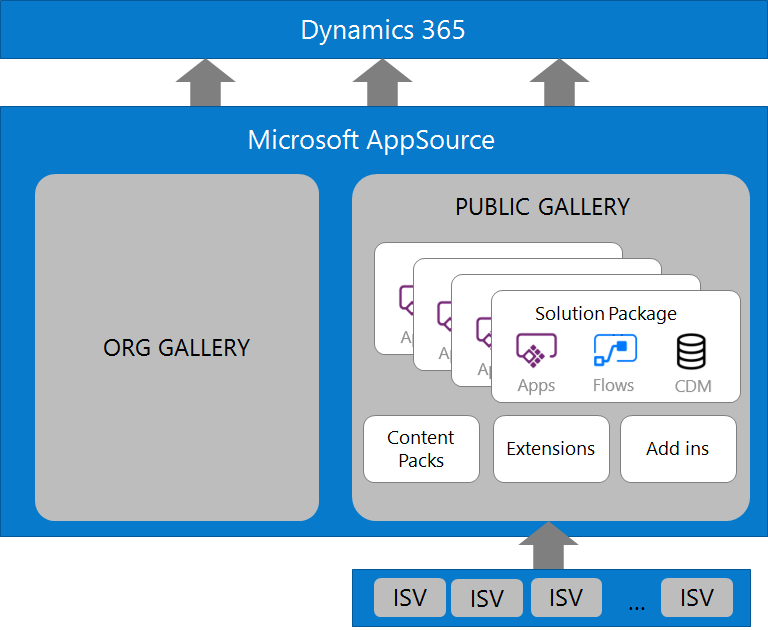 Dynamics 365
Microsoft AppSource
ORG GALLERY
PUBLIC GALLERY
A
A
Ap
Solution Package
Apps
Flows
CDM
Content
Packs
Extensions
Add ins
ISV
ISV
ISV
...
ISV